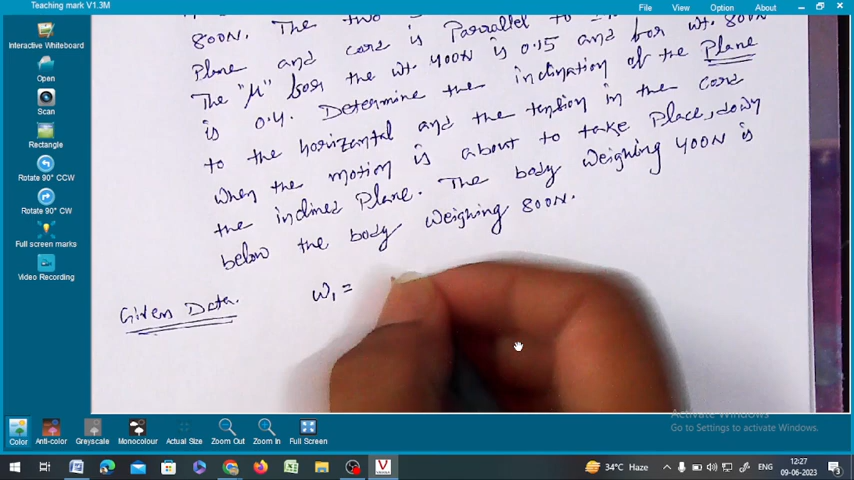 Teaching mark V1.3M
File View Option About
Interactive Whiteboard
Open
Scan
Rectangle
Rotate 90° CCW
Rotate 90° CW
Full screen marks
Video Recording
800N. The two
Plane and cord is Parrallel to
The "μ" for the wt. 400N is 0.15 and for wt. 800N
is 0.4. Determine the inclination of the Plane
to the horizontal and the tension in the cord
when the motion is about to take Place, down
the inclined Plane. The body weighing 400N is
below the body weighing 800N.
Given Data.
W₁ =
Activate Windows
Go to Settings to activate Windows.
Color Anti-color Greyscale Monocolour Actual Size Zoom Out Zoom In Full Screen
34°C Haze
ENG
12:27
09-06-2023
3